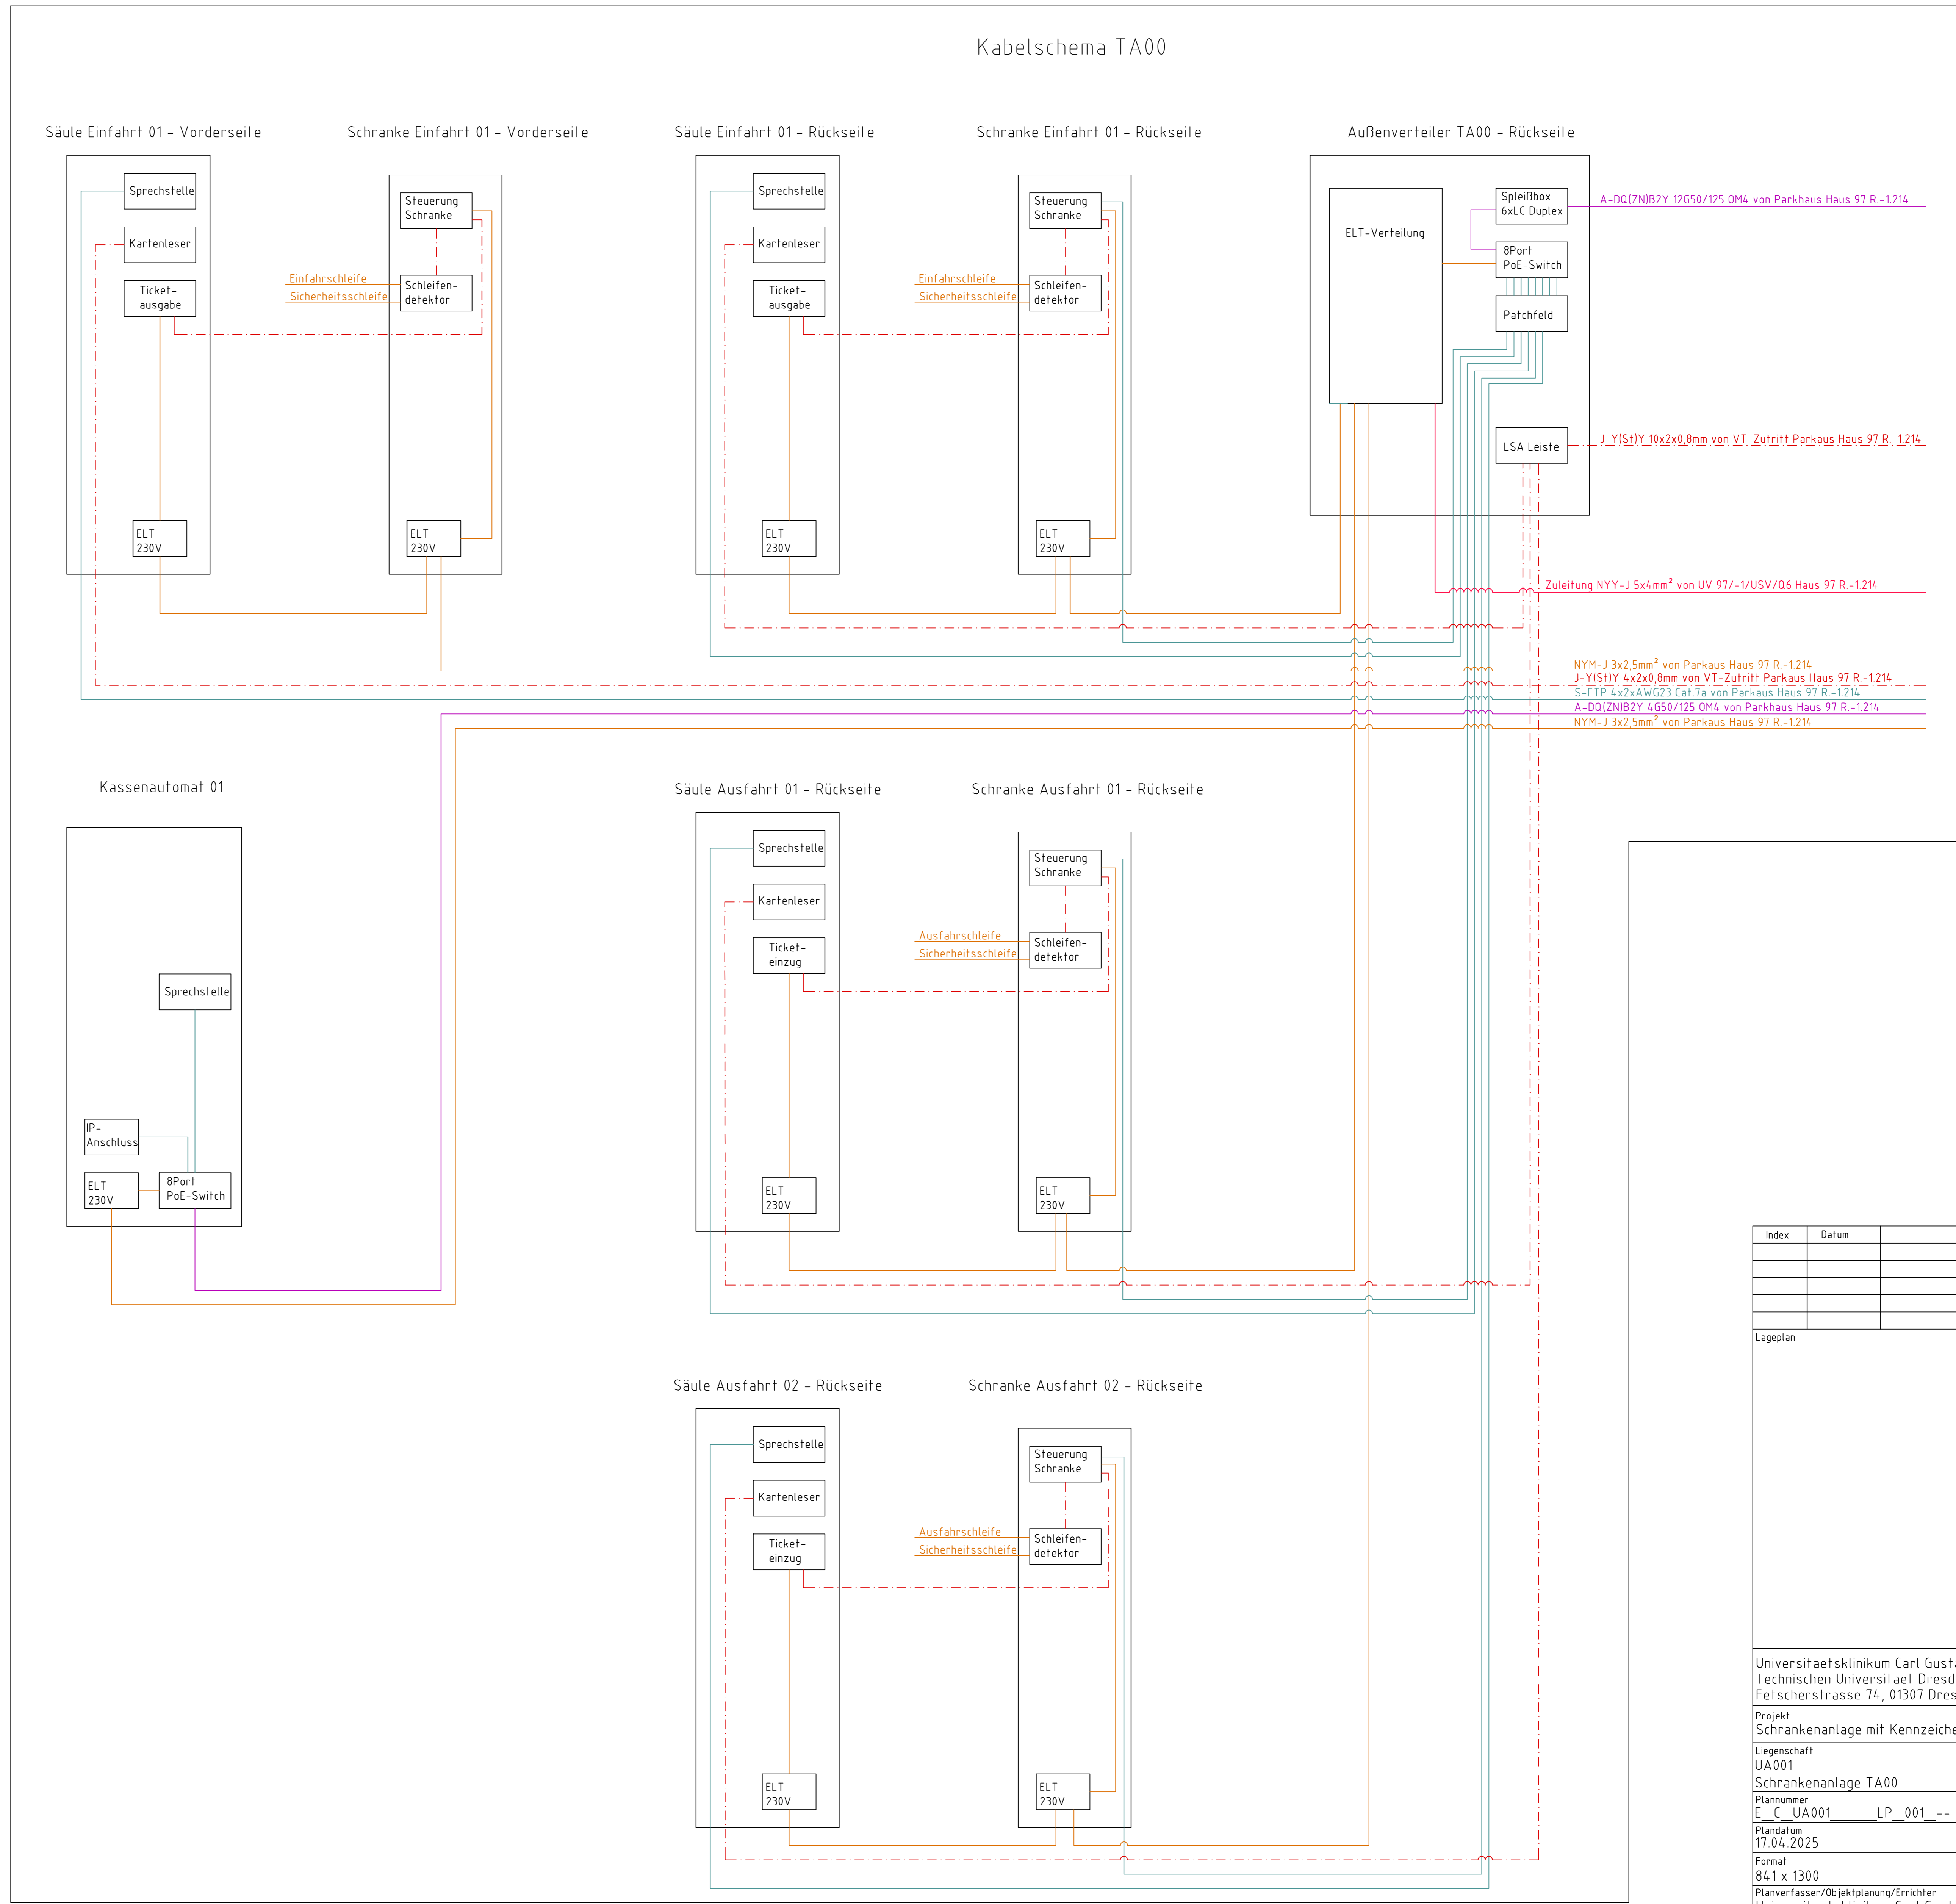 Kabelschema TA00
Säule Einfahrt 01 - Vorderseite
Schranke Einfahrt 01 - Vorderseite
Säule Einfahrt 01 - Rückseite
Schranke Einfahrt 01 - Rückseite
Außenverteiler TA00 - Rückseite
Sprechstelle
Kartenleser
Ticket-
ausgabe
ELT
230V
Steuerung
Schranke
Einfahrschleife
Sicherheitsschleife
Schleifen-
detektor
ELT
230V
Sprechstelle
Kartenleser
Ticket-
ausgabe
ELT
230V
Steuerung
Schranke
Einfahrschleife
Sicherheitsschleife
Schleifen-
detektor
ELT
230V
ELT-Verteilung
Spleißbox
6xLC Duplex
8Port
PoE-Switch
Patchfeld
LSA Leiste
A-DQ(ZN)B2Y 12G50/125 OM4 von Parkhaus Haus 97 R.-1.214
J-Y(St)Y 10x2x0,8mm von VT-Zutritt Parkaus Haus 97 R.-1.214
Zuleitung NYY-J 5x4mm² von UV 97/-1/USV/Q6 Haus 97 R.-1.214
NYM-J 3x2,5mm² von Parkaus Haus 97 R.-1.214
J-Y(St)Y 4x2x0,8mm von VT-Zutritt Parkaus Haus 97 R.-1.214
S-FTP 4x2xAWG23 Cat.7a von Parkaus Haus 97 R.-1.214
A-DQ(ZN)B2Y 4G50/125 OM4 von Parkhaus Haus 97 R.-1.214
NYM-J 3x2,5mm² von Parkaus Haus 97 R.-1.214
Kassenautomat 01
Sprechstelle
IP-
Anschluss
ELT
230V
8Port
PoE-Switch
Säule Ausfahrt 01 - Rückseite
Schranke Ausfahrt 01 - Rückseite
Sprechstelle
Kartenleser
Ticket-
einzug
ELT
230V
Steuerung
Schranke
Ausfahrschleife
Sicherheitsschleife
Schleifen-
detektor
ELT
230V
Säule Ausfahrt 02 - Rückseite
Schranke Ausfahrt 02 - Rückseite
Sprechstelle
Kartenleser
Ticket-
einzug
ELT
230V
Steuerung
Schranke
Ausfahrschleife
Sicherheitsschleife
Schleifen-
detektor
ELT
230V
Index Datum
Lageplan
Universitaetsklinikum Carl
Technischen Universitaet
Fetscherstrasse 74, 01307
Projekt
Schrankenanlage mit
Liegenschaft
UA001
Schrankenanlage TA00
Plannummer
E__C__UA001______LP__001__--
Plandatum
17.04.2025
Format
841 x 1300
Planverfasser/Objektplanung/Errichter